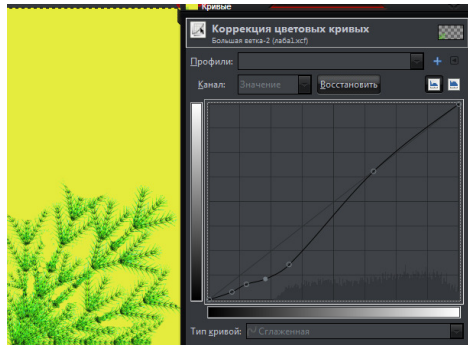 Кривые
Коррекция цветовых кривых
Большая ветка-2 (лаба1.xcf)
Профили:
Канал: Значение Восстановить
Тип кривой: Сглаженная